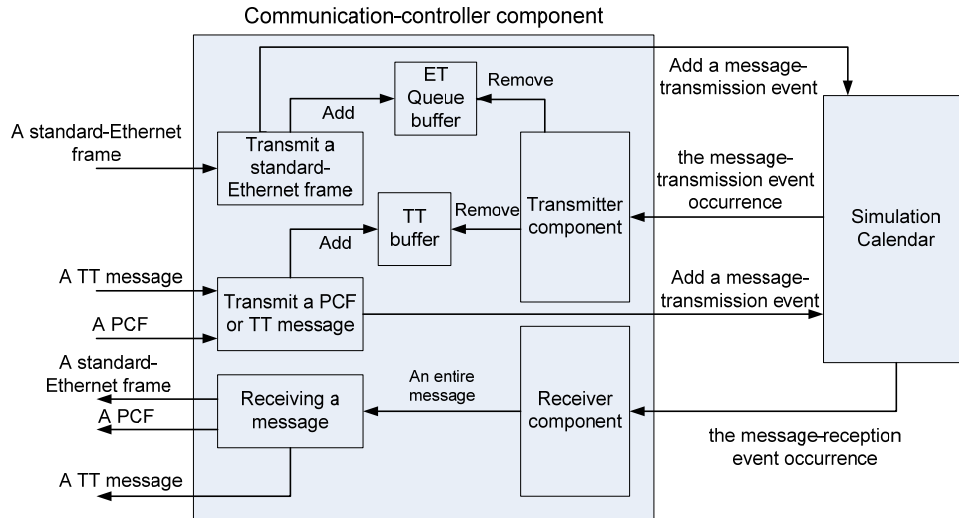 Communication-controller component
Add a message-
transmission event
ET
Queue
buffer
Remove
Add
A standard-Ethernet
frame
Transmit a
standard-
Ethernet frame
the message-
transmission event
occurrence
TT
buffer
Remove
Transmitter
component
Add
Simulation
Calendar
A TT message
Transmit a PCF
or TT message
Add a message-
transmission event
A PCF
A standard-
Ethernet frame
A PCF
Receiving a
message
An entire
message
Receiver
component
the message-reception
event occurrence
A TT message